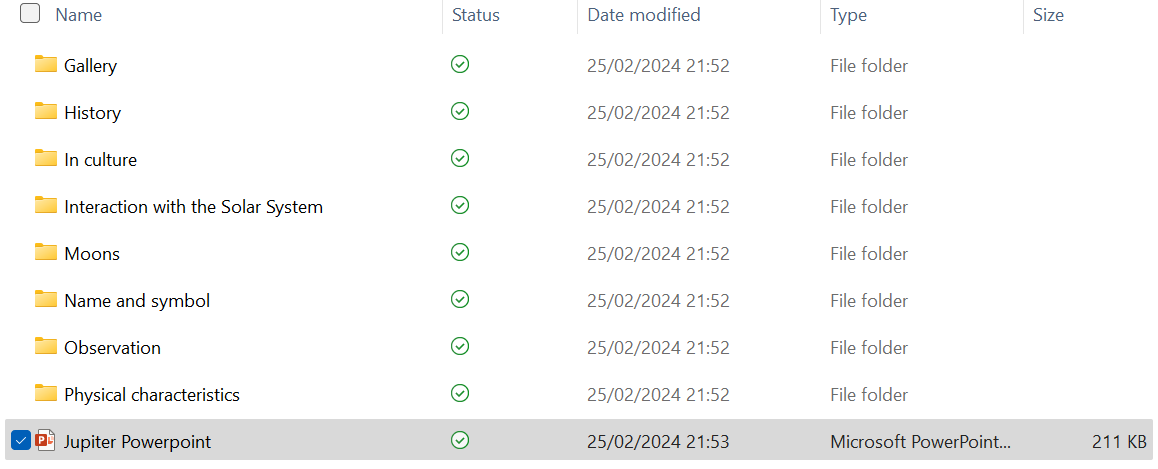 Name Status Date modified Type Size
Gallery 25/02/2024 21:52 File folder
History 25/02/2024 21:52 File folder
In culture 25/02/2024 21:52 File folder
Interaction with the Solar System 25/02/2024 21:52 File folder
Moons 25/02/2024 21:52 File folder
Name and symbol 25/02/2024 21:52 File folder
Observation 25/02/2024 21:52 File folder
Physical characteristics 25/02/2024 21:52 File folder
P Jupiter Powerpoint 25/02/2024 21:53 Microsoft PowerPoint... 211 KB